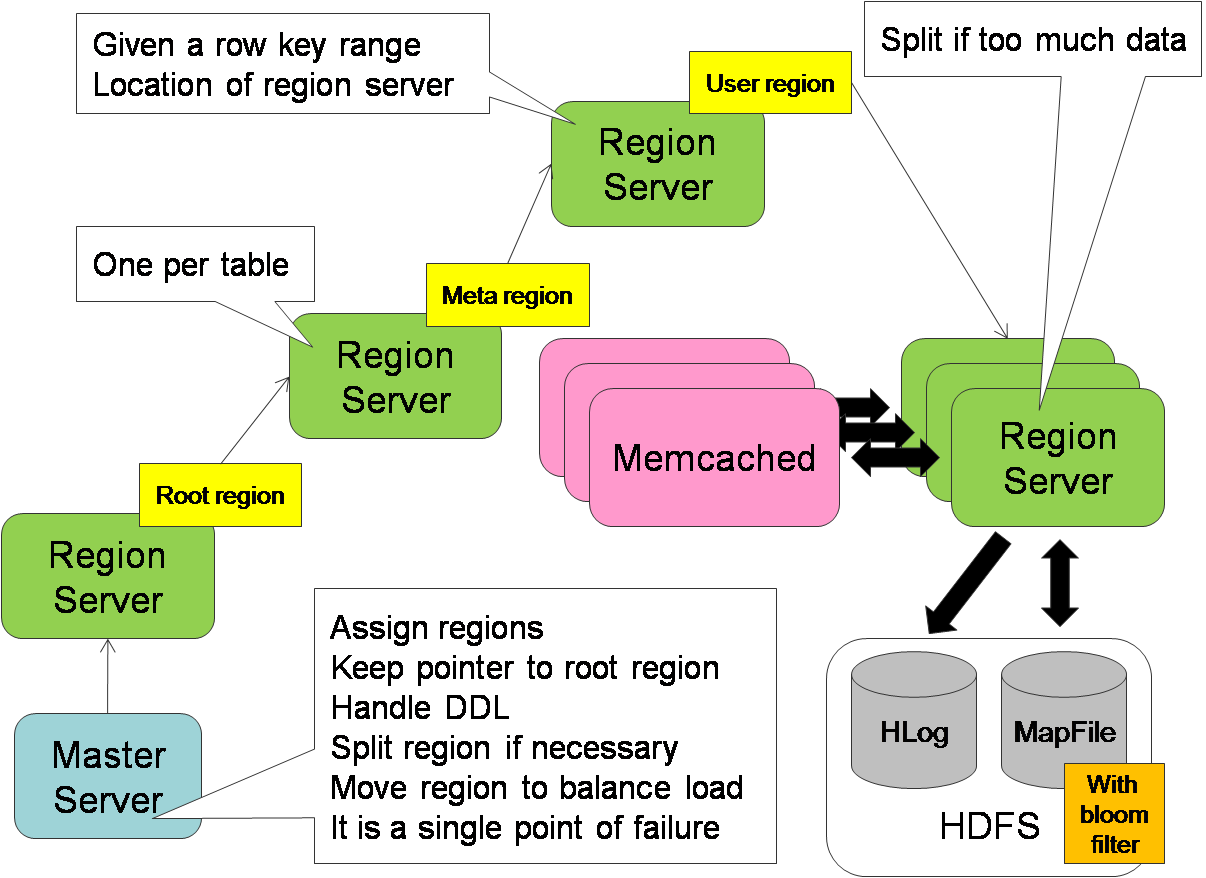 Given a row key range
Location of region server
User region
Split if too much data
Region
Server
One per table
Meta region
Region
Server
Memcached
Region
Server
Root region
Region
Server
Assign regions
Keep pointer to root region
Handle DDL
Split region if necessary
Move region to balance load
It is a single point of failure
Master
Server
HLog
MapFile
With
bloom
filter
HDFS